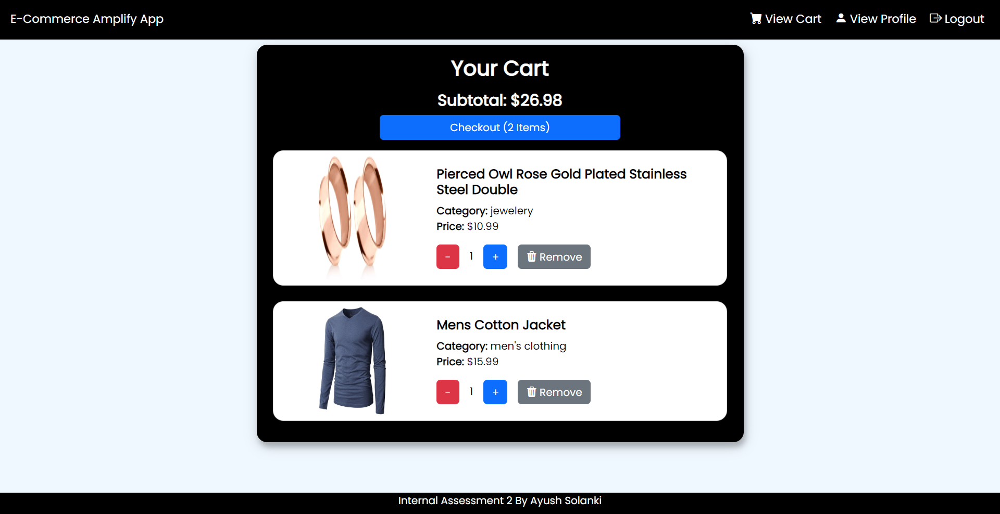 E-Commerce Amplify App
View Cart
View Profile
Logout
Your Cart
Subtotal: $26.98
Checkout (2 Items)
Pierced Owl Rose Gold Plated Stainless
Steel Double
Category: jewelery
Price: $10.99
- 1 + Remove
Mens Cotton Jacket
Category: men's clothing
Price: $15.99
- 1 + Remove
Internal Assessment 2 By Ayush Solanki